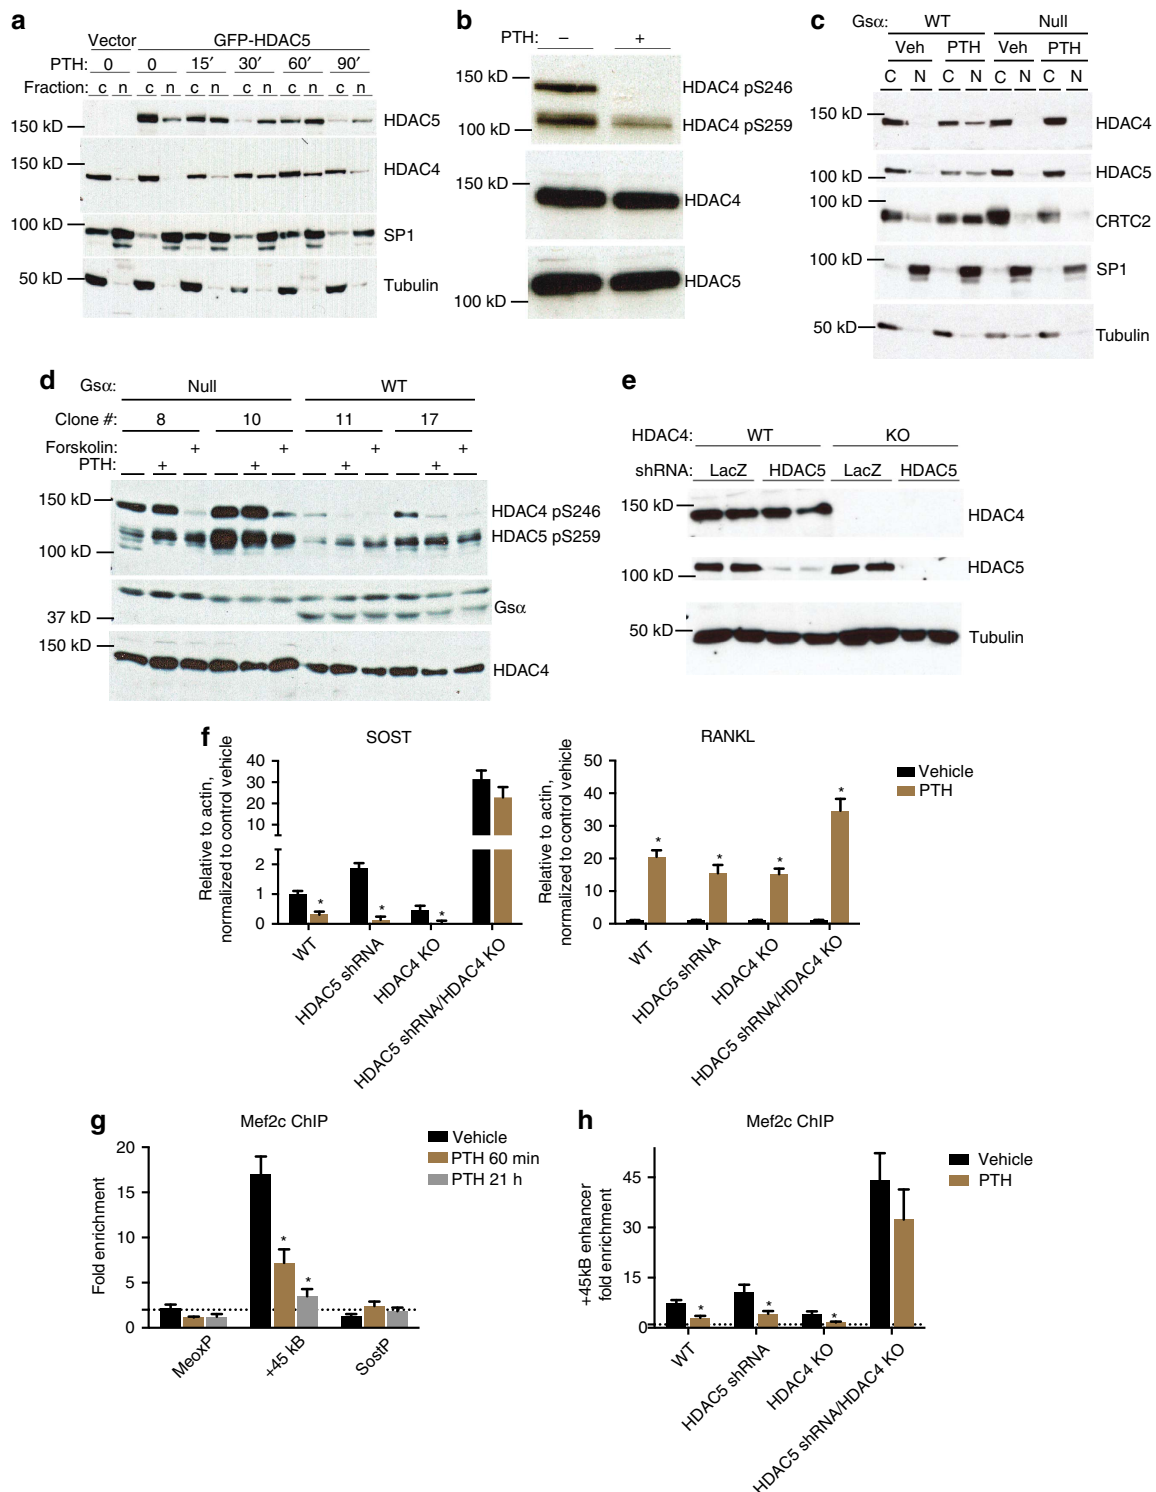 a
Vector GFP-HDAC5
PTH: 0 0 15′ 30′ 60′ 90′
Fraction: c n c n c n c n c n c n
150 kD HDAC5
150 kD HDAC4
100 kD SP1
50 kD Tubulin
b
PTH: – +
150 kD HDAC4 pS246
100 kD HDAC4 pS259
150 kD HDAC4
100 kD HDAC5
c
Gsα: WT Null
Veh PTH Veh PTH
C N C N C N C N
150 kD HDAC4
100 kD HDAC5
100 kD CRTC2
100 kD SP1
50 kD Tubulin
d
Gsα: Null WT
Clone #: 8 10 11 17
Forskolin: + + + +
PTH: + + + +
150 kD HDAC4 pS246
100 kD HDAC5 pS259
37 kD Gsα
150 kD HDAC4
e
HDAC4: WT KO
shRNA: LacZ HDAC5 LacZ HDAC5
150 kD HDAC4
100 kD HDAC5
50 kD Tubulin
f
SOST
Relative to actin,
normalized to control vehicle
40
30
20
10
2
1
0
* * *
WT
HDAC5 shRNA
HDAC4 KO
HDAC5 shRNA/HDAC4 KO
RANKL
Relative to actin,
normalized to control vehicle
50
40
30
20
10
0
* * * *
WT
HDAC5 shRNA
HDAC4 KO
HDAC5 shRNA/HDAC4 KO
Vehicle
PTH
g
Mef2c ChIP
Fold enrichment
20
15
10
5
0
* *
MeoxP
+45 kB
SostP
Vehicle
PTH 60 min
PTH 21 h
h
Mef2c ChIP
+45kB enhancer
fold enrichment
45
30
15
0
* * *
WT
HDAC5 shRNA
HDAC4 KO
HDAC5 shRNA/HDAC4 KO
Vehicle
PTH